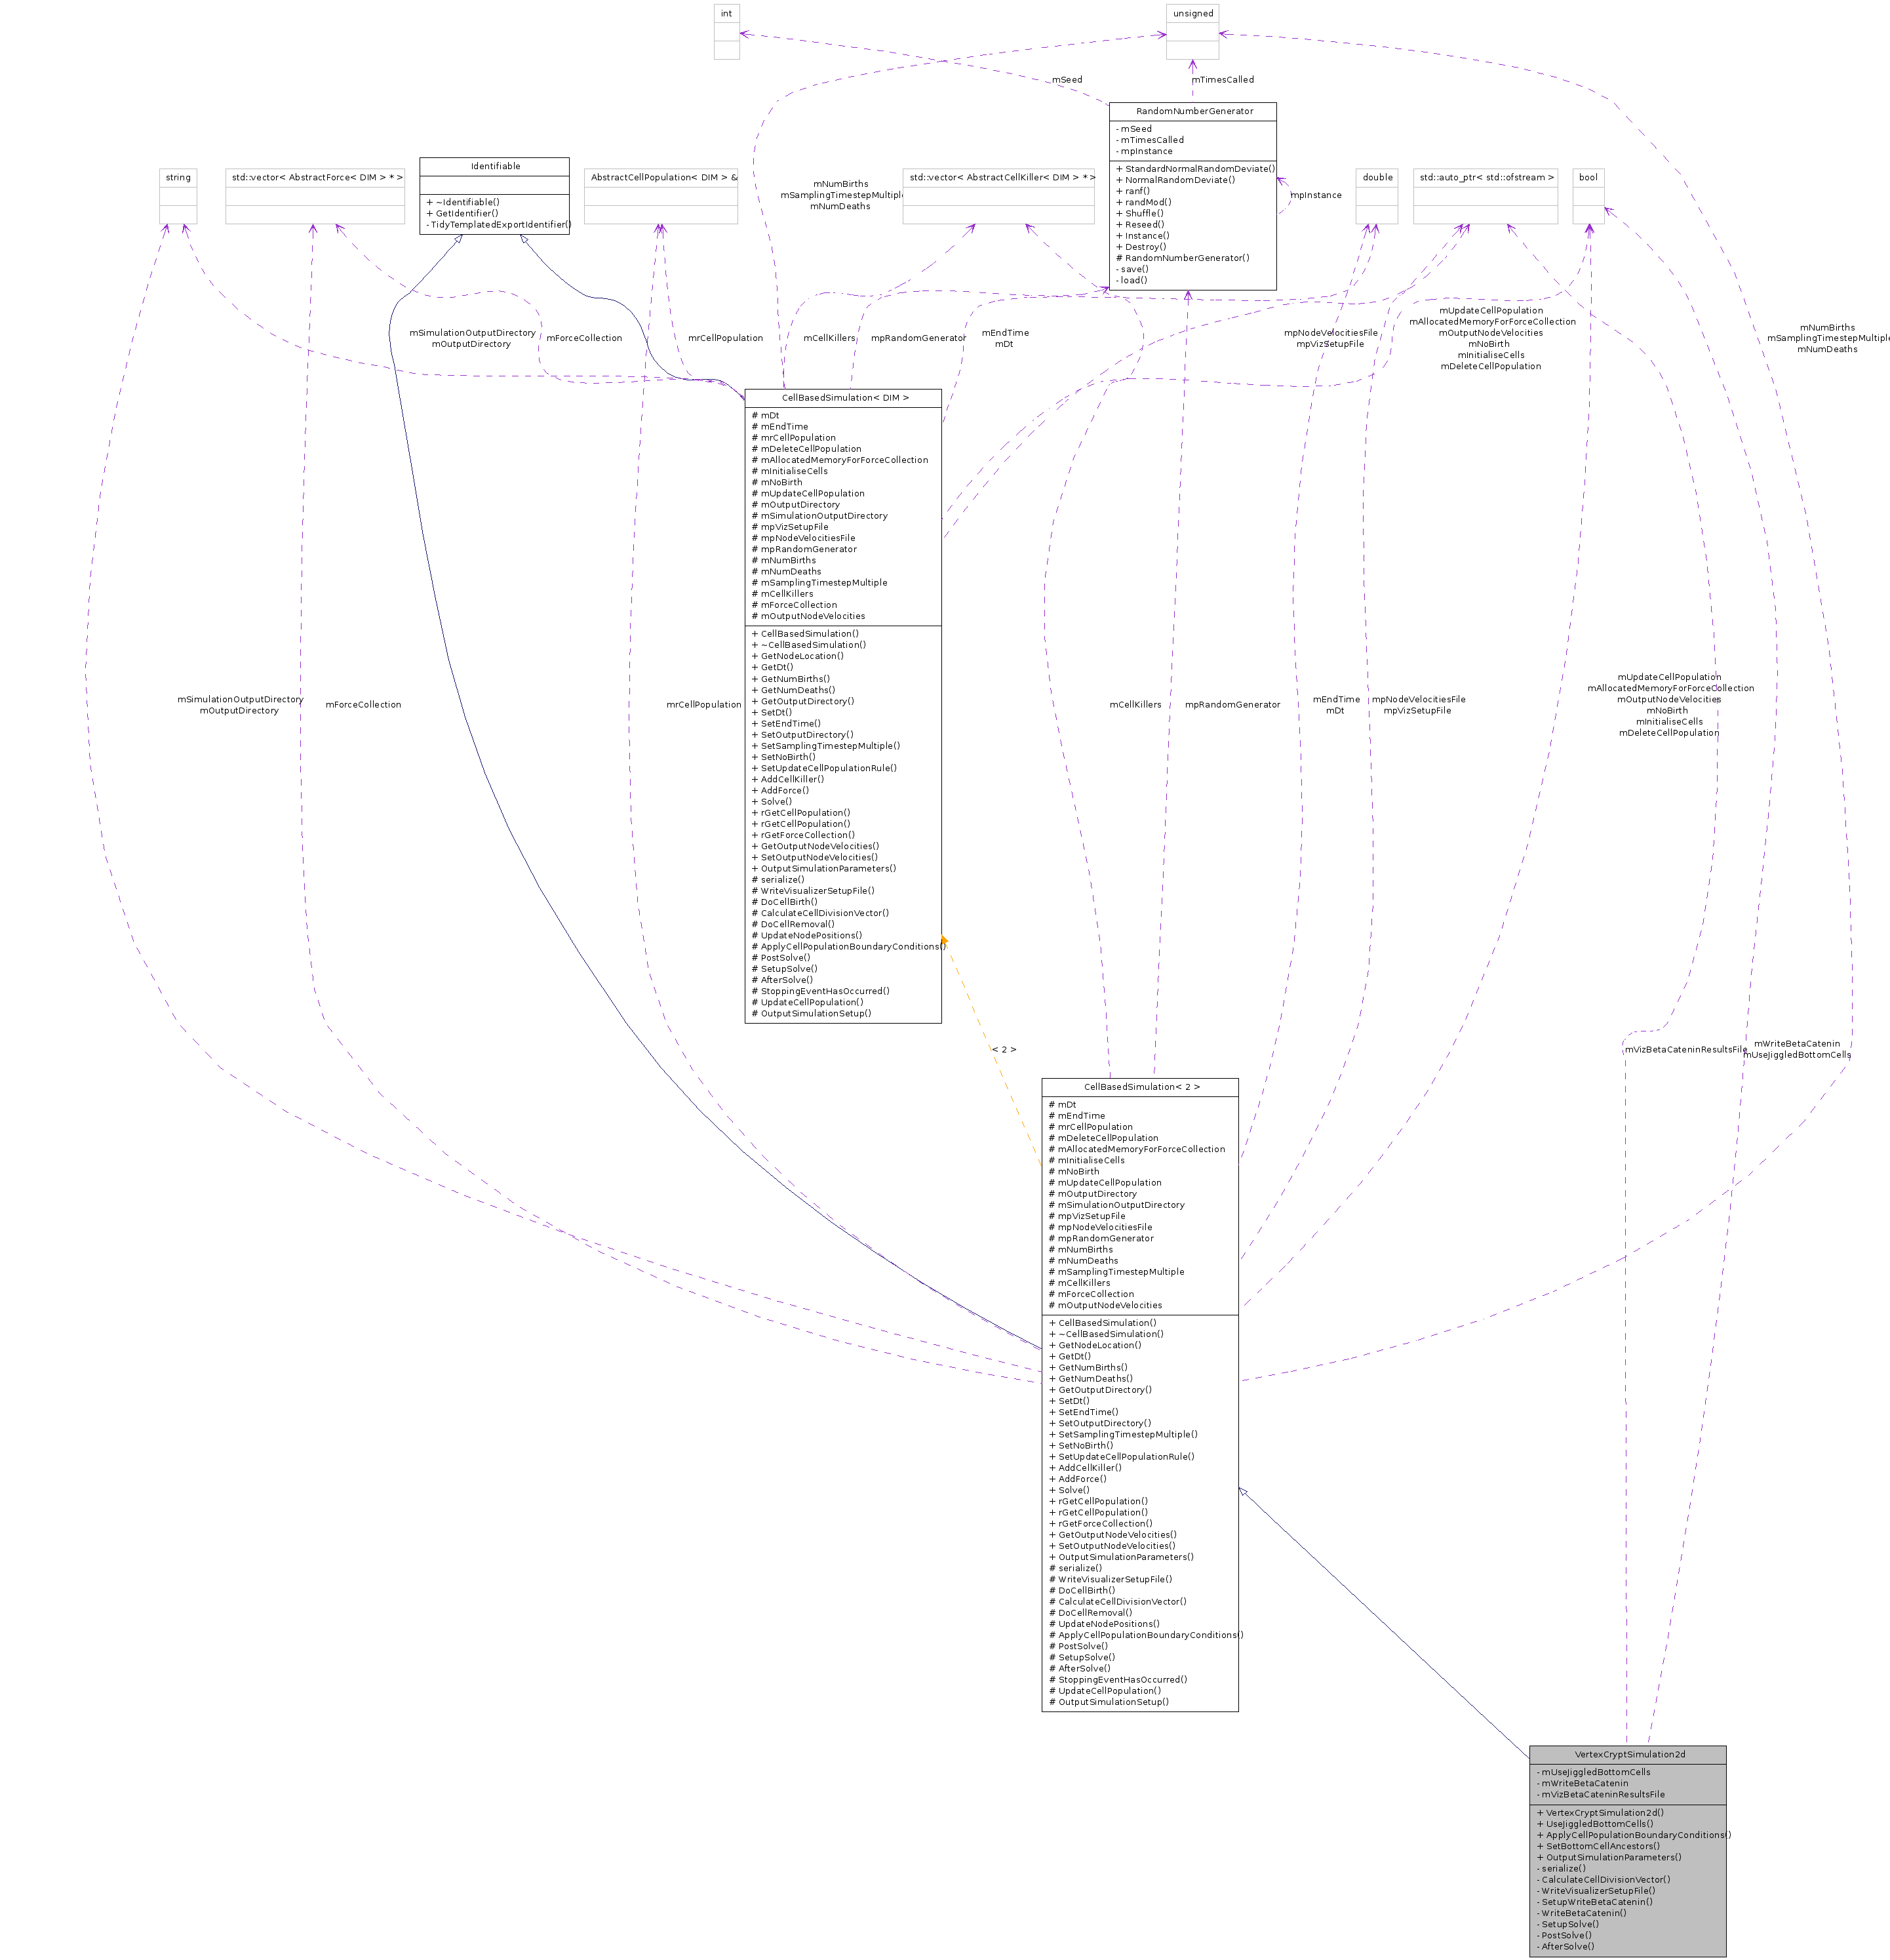 int
unsigned
mSeed
mTimesCalled
RandomNumberGenerator
- mSeed
- mTimesCalled
- mpInstance
+ StandardNormalRandomDeviate()
+ NormalRandomDeviate()
+ ranf()
+ randMod()
+ Shuffle()
+ Reseed()
+ Instance()
+ Destroy()
# RandomNumberGenerator()
- save()
- load()
mpInstance
string
std::vector< AbstractForce< DIM > * >
Identifiable
+ ~Identifiable()
+ GetIdentifier()
- TidyTemplatedExportIdentifier()
AbstractCellPopulation< DIM > &
mNumBirths
mSamplingTimestepMultiple
mNumDeaths
std::vector< AbstractCellKiller< DIM > * >
double
std::auto_ptr< std::ofstream >
bool
mSimulationOutputDirectory
mOutputDirectory
mForceCollection
mrCellPopulation
mCellKillers
mpRandomGenerator
mEndTime
mDt
mpNodeVelocitiesFile
mpVizSetupFile
mUpdateCellPopulation
mAllocatedMemoryForForceCollection
mOutputNodeVelocities
mNoBirth
mInitialiseCells
mDeleteCellPopulation
mNumBirths
mSamplingTimestepMultiple
mNumDeaths
CellBasedSimulation< DIM >
# mDt
# mEndTime
# mrCellPopulation
# mDeleteCellPopulation
# mAllocatedMemoryForForceCollection
# mInitialiseCells
# mNoBirth
# mUpdateCellPopulation
# mOutputDirectory
# mSimulationOutputDirectory
# mpVizSetupFile
# mpNodeVelocitiesFile
# mpRandomGenerator
# mNumBirths
# mNumDeaths
# mSamplingTimestepMultiple
# mCellKillers
# mForceCollection
# mOutputNodeVelocities
+ CellBasedSimulation()
+ ~CellBasedSimulation()
+ GetNodeLocation()
+ GetDt()
+ GetNumBirths()
+ GetNumDeaths()
+ GetOutputDirectory()
+ SetDt()
+ SetEndTime()
+ SetOutputDirectory()
+ SetSamplingTimestepMultiple()
+ SetNoBirth()
+ SetUpdateCellPopulationRule()
+ AddCellKiller()
+ AddForce()
+ Solve()
+ rGetCellPopulation()
+ rGetCellPopulation()
+ rGetForceCollection()
+ GetOutputNodeVelocities()
+ SetOutputNodeVelocities()
+ OutputSimulationParameters()
# serialize()
# WriteVisualizerSetupFile()
# DoCellBirth()
# CalculateCellDivisionVector()
# DoCellRemoval()
# UpdateNodePositions()
# ApplyCellPopulationBoundaryConditions()
# PostSolve()
# SetupSolve()
# AfterSolve()
# StoppingEventHasOccurred()
# UpdateCellPopulation()
# OutputSimulationSetup()
mSimulationOutputDirectory
mOutputDirectory
mForceCollection
mrCellPopulation
mCellKillers
mpRandomGenerator
mEndTime
mDt
mpNodeVelocitiesFile
mpVizSetupFile
mUpdateCellPopulation
mAllocatedMemoryForForceCollection
mOutputNodeVelocities
mNoBirth
mInitialiseCells
mDeleteCellPopulation
< 2 >
mVizBetaCateninResultsFile
mWriteBetaCatenin
mUseJiggledBottomCells
CellBasedSimulation< 2 >
# mDt
# mEndTime
# mrCellPopulation
# mDeleteCellPopulation
# mAllocatedMemoryForForceCollection
# mInitialiseCells
# mNoBirth
# mUpdateCellPopulation
# mOutputDirectory
# mSimulationOutputDirectory
# mpVizSetupFile
# mpNodeVelocitiesFile
# mpRandomGenerator
# mNumBirths
# mNumDeaths
# mSamplingTimestepMultiple
# mCellKillers
# mForceCollection
# mOutputNodeVelocities
+ CellBasedSimulation()
+ ~CellBasedSimulation()
+ GetNodeLocation()
+ GetDt()
+ GetNumBirths()
+ GetNumDeaths()
+ GetOutputDirectory()
+ SetDt()
+ SetEndTime()
+ SetOutputDirectory()
+ SetSamplingTimestepMultiple()
+ SetNoBirth()
+ SetUpdateCellPopulationRule()
+ AddCellKiller()
+ AddForce()
+ Solve()
+ rGetCellPopulation()
+ rGetCellPopulation()
+ rGetForceCollection()
+ GetOutputNodeVelocities()
+ SetOutputNodeVelocities()
+ OutputSimulationParameters()
# serialize()
# WriteVisualizerSetupFile()
# DoCellBirth()
# CalculateCellDivisionVector()
# DoCellRemoval()
# UpdateNodePositions()
# ApplyCellPopulationBoundaryConditions()
# PostSolve()
# SetupSolve()
# AfterSolve()
# StoppingEventHasOccurred()
# UpdateCellPopulation()
# OutputSimulationSetup()
VertexCryptSimulation2d
- mUseJiggledBottomCells
- mWriteBetaCatenin
- mVizBetaCateninResultsFile
+ VertexCryptSimulation2d()
+ UseJiggledBottomCells()
+ ApplyCellPopulationBoundaryConditions()
+ SetBottomCellAncestors()
+ OutputSimulationParameters()
- serialize()
- CalculateCellDivisionVector()
- WriteVisualizerSetupFile()
- SetupWriteBetaCatenin()
- WriteBetaCatenin()
- SetupSolve()
- PostSolve()
- AfterSolve()